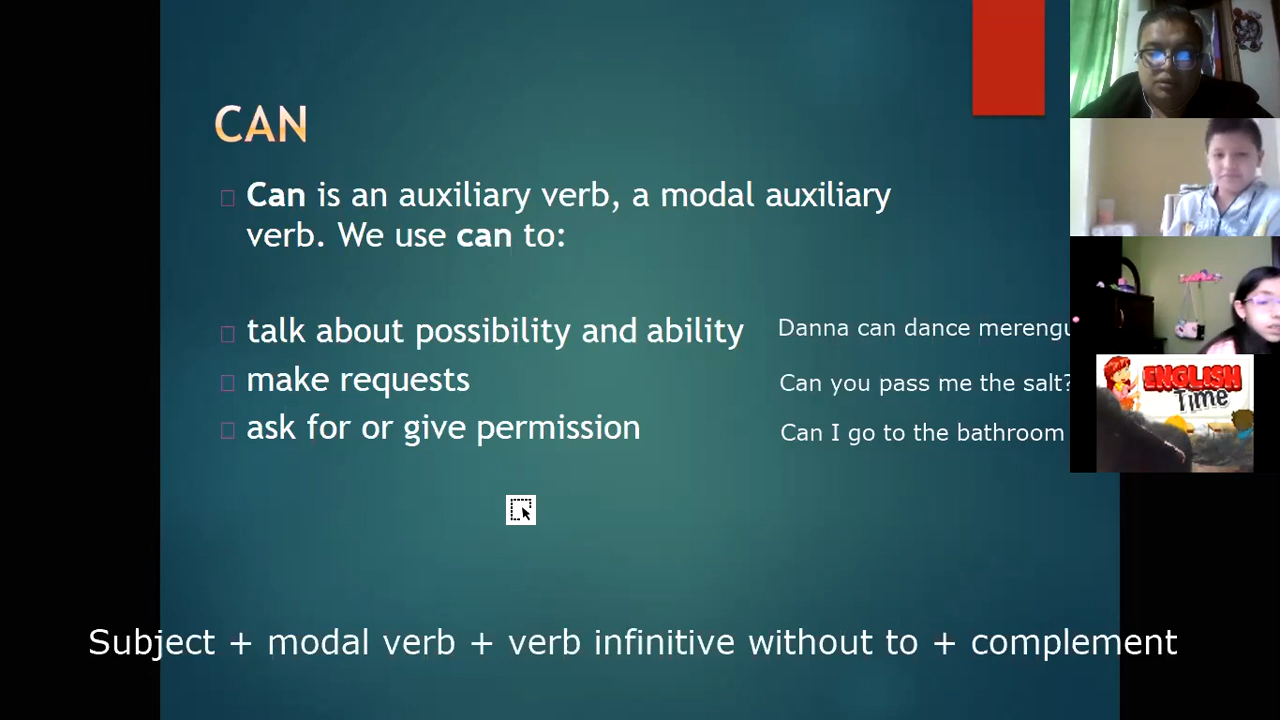 CAN
Can is an auxiliary verb, a modal auxiliary
verb. We use can to:
talk about possibility and ability
Danna can dance merengu
make requests
Can you pass me the salt?
ask for or give permission
Can I go to the bathroom
ENGLISH
Time
Subject + modal verb + verb infinitive without to + complement